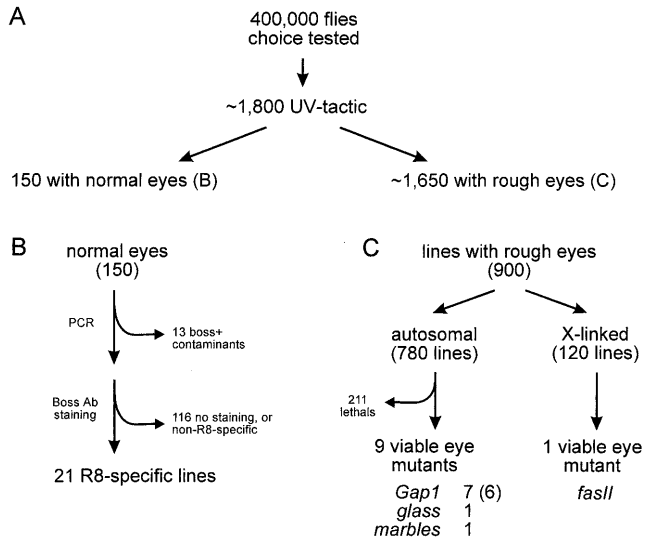 A
400,000 flies
choice tested
~1,800 UV-tactic
150 with normal eyes (B)
~1,650 with rough eyes (C)
B
normal eyes
(150)
PCR
13 boss+
contaminants
Boss Ab
staining
116 no staining, or
non-R8-specific
21 R8-specific lines
C
lines with rough eyes
(900)
autosomal
(780 lines)
X-linked
(120 lines)
211
lethals
9 viable eye
mutants
1 viable eye
mutant
Gap1 7 (6)
glass 1
marbles 1
fasII